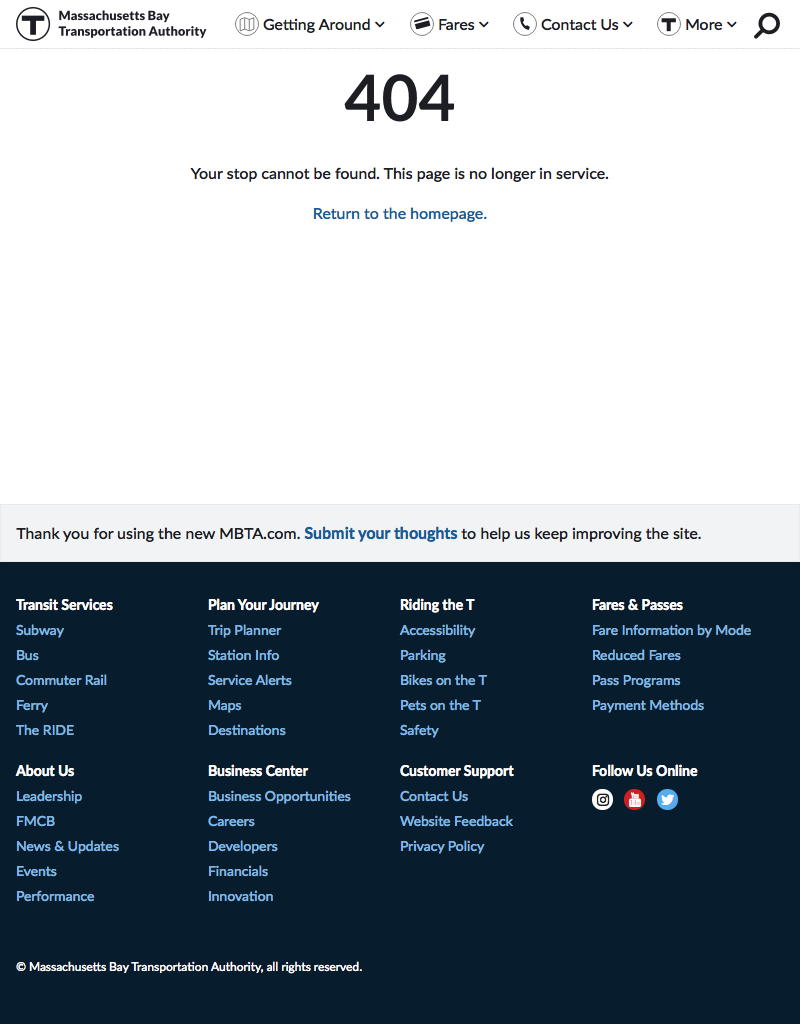 Massachusetts Bay
Transportation Authority
Getting Around
Fares
Contact Us
More
404
Your stop cannot be found. This page is no longer in service.
Return to the homepage.
Thank you for using the new MBTA.com. Submit your thoughts to help us keep improving the site.
Transit Services
Subway
Bus
Commuter Rail
Ferry
The RIDE
Plan Your Journey
Trip Planner
Station Info
Service Alerts
Maps
Destinations
Riding the T
Accessibility
Parking
Bikes on the T
Pets on the T
Safety
Fares & Passes
Fare Information by Mode
Reduced Fares
Pass Programs
Payment Methods
About Us
Leadership
FMCB
News & Updates
Events
Performance
Business Center
Business Opportunities
Careers
Developers
Financials
Innovation
Customer Support
Contact Us
Website Feedback
Privacy Policy
Follow Us Online
© Massachusetts Bay Transportation Authority, all rights reserved.